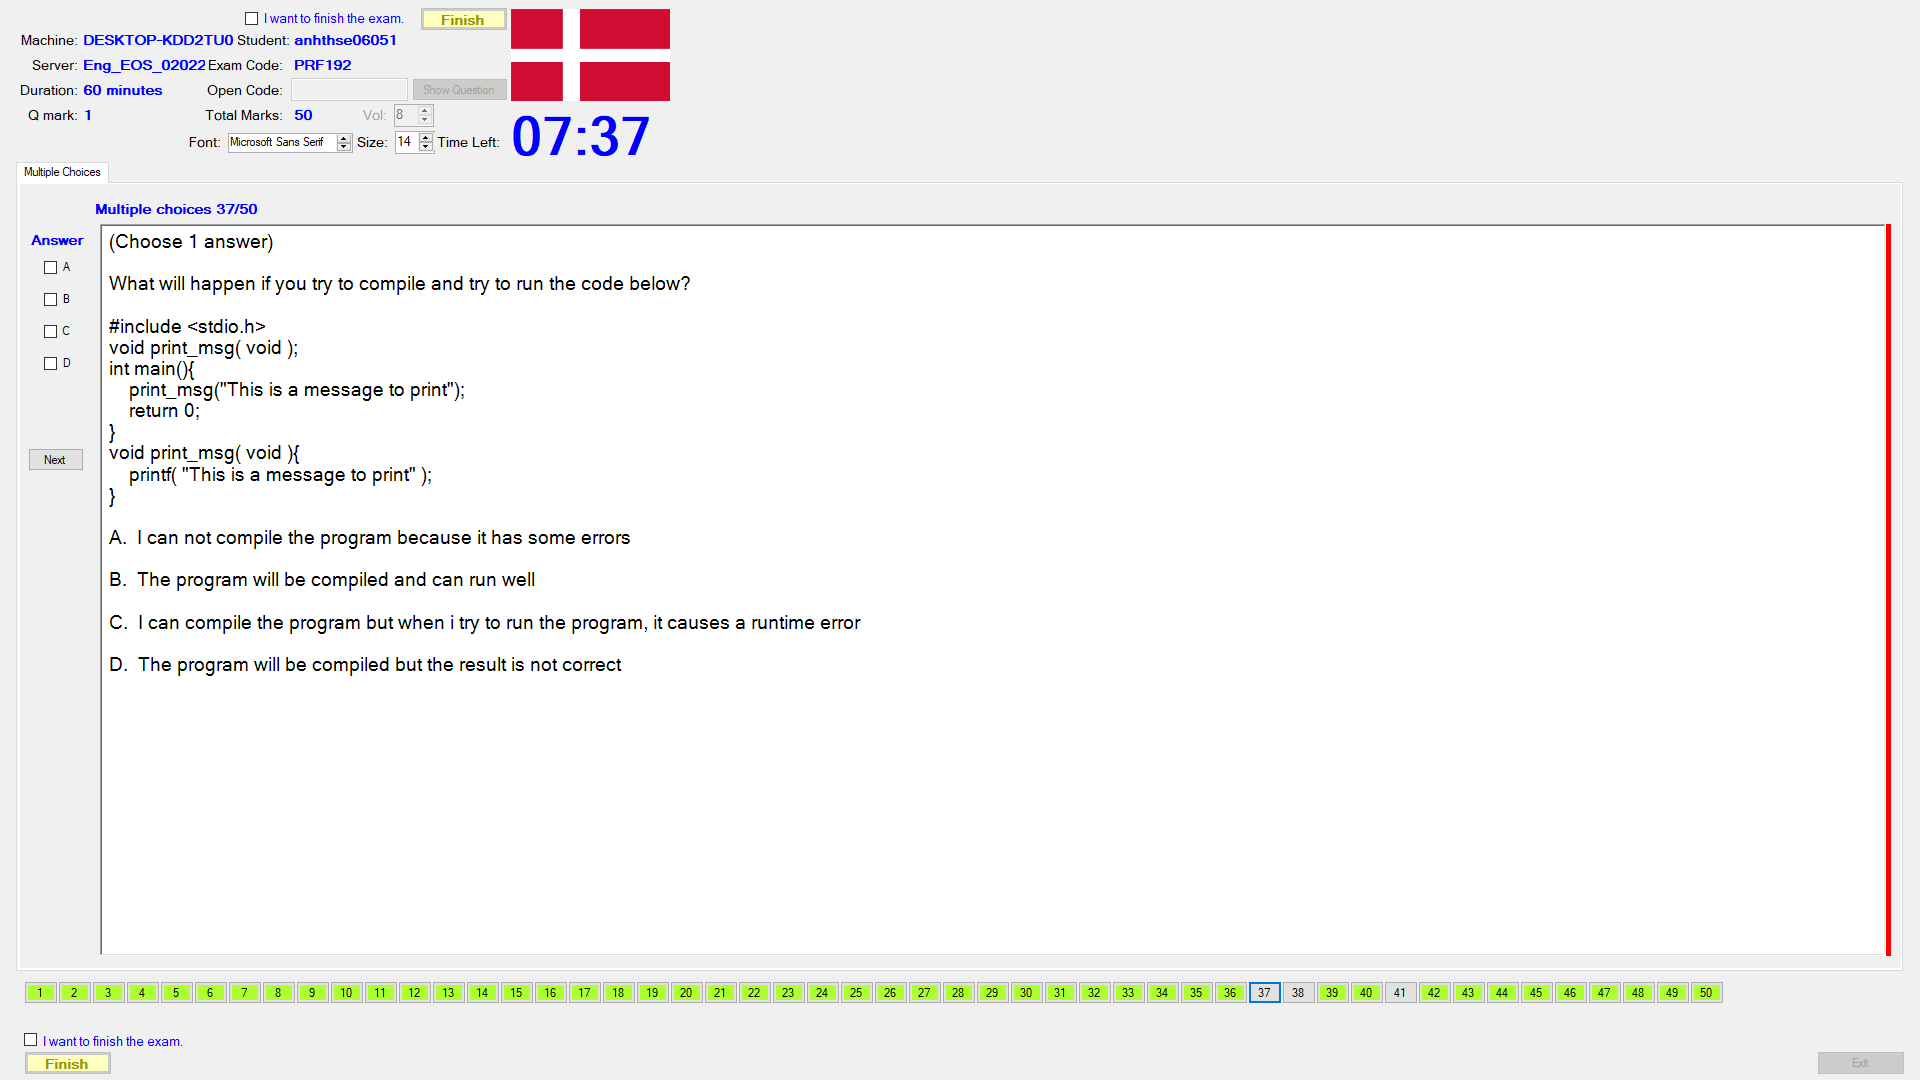 I want to finish the exam.
Finish
Machine: DESKTOP-KDD2TU0 Student: anhthse06051
Server: Eng_EOS_02022 Exam Code: PRF192
Duration: 60 minutes Open Code: Show Question
Q mark: 1 Total Marks: 50 Vol: 8
Font: Microsoft Sans Serif Size: 14 Time Left: 07:37
Multiple Choices
Multiple choices 37/50
Answer
A
B
C
D
Next
(Choose 1 answer)
What will happen if you try to compile and try to run the code below?
#include <stdio.h>
void print_msg( void );
int main(){
print_msg("This is a message to print");
return 0;
}
void print_msg( void ){
printf( "This is a message to print" );
}
A. I can not compile the program because it has some errors
B. The program will be compiled and can run well
C. I can compile the program but when i try to run the program, it causes a runtime error
D. The program will be compiled but the result is not correct
1 2 3 4 5 6 7 8 9 10 11 12 13 14 15 16 17 18 19 20 21 22 23 24 25 26 27 28 29 30 31 32 33 34 35 36 37 38 39 40 41 42 43 44 45 46 47 48 49 50
I want to finish the exam.
Finish
Exit